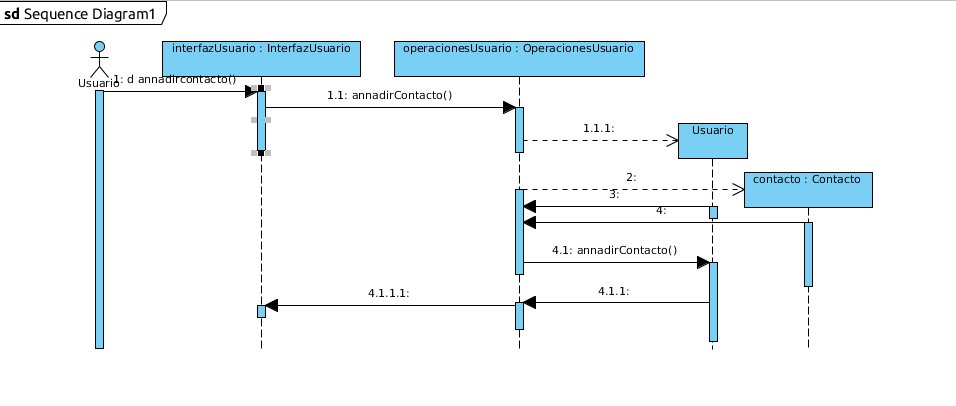 sd Sequence Diagram1
interfazUsuario : InterfazUsuario
operacionesUsuario : OperacionesUsuario
Usuario
1: d annadircontacto()
1.1: annadirContacto()
1.1.1:
Usuario
2:
contacto : Contacto
3:
4:
4.1: annadirContacto()
4.1.1.1:
4.1.1: